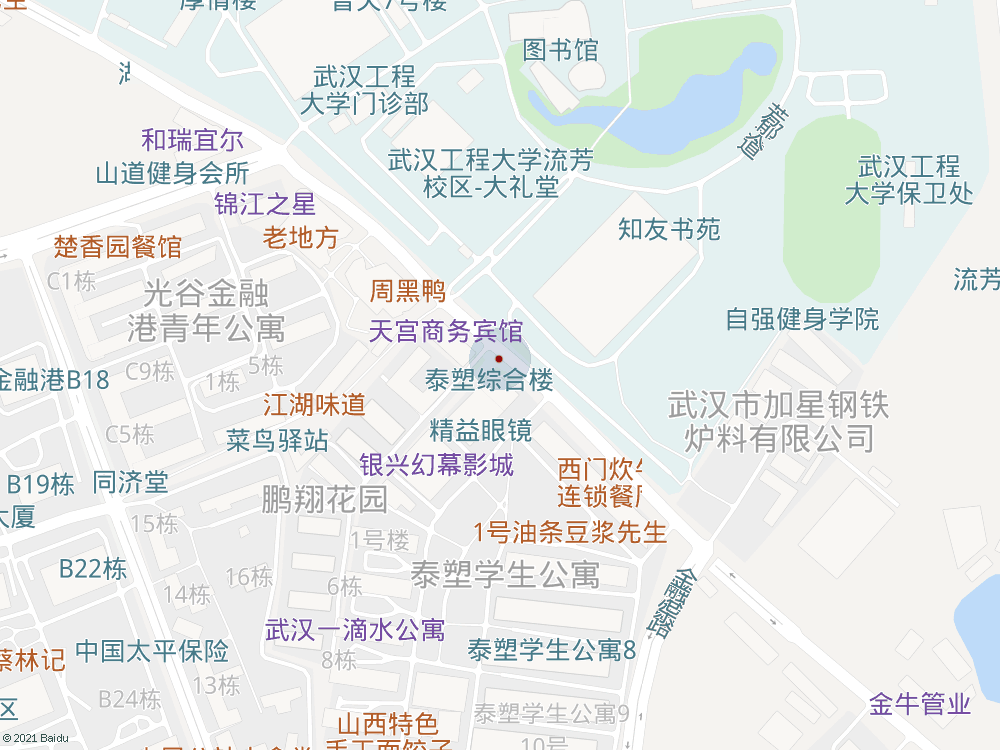 图书馆
武汉工程
大学门诊部
和瑞宜尔
山道健身会所
武汉工程大学流芳
校区-大礼堂
武汉工程
大学保卫处
锦江之星
老地方
楚香园餐馆
知友书苑
C1栋
光谷金融
港青年公寓
周黑鸭
流芳
自强健身学院
天宫商务宾馆
5栋
C9栋
1栋
金融港B18
泰塑综合楼
江湖味道
武汉市加星钢铁
炉料有限公司
C5栋
菜鸟驿站
精益眼镜
银兴幻幕影城
西门炊
连锁餐
B19栋
同济堂
鹏翔花园
大厦
15栋
1号油条豆浆先生
1号楼
B22栋
16栋
泰塑学生公寓
6栋
14栋
金融港路
武汉一滴水公寓
中国太平保险
泰塑学生公寓8
蔡林记
8栋
13栋
B24栋
金牛管业
区
山西特色
泰塑学生公寓9
10号
© 2021 Baidu